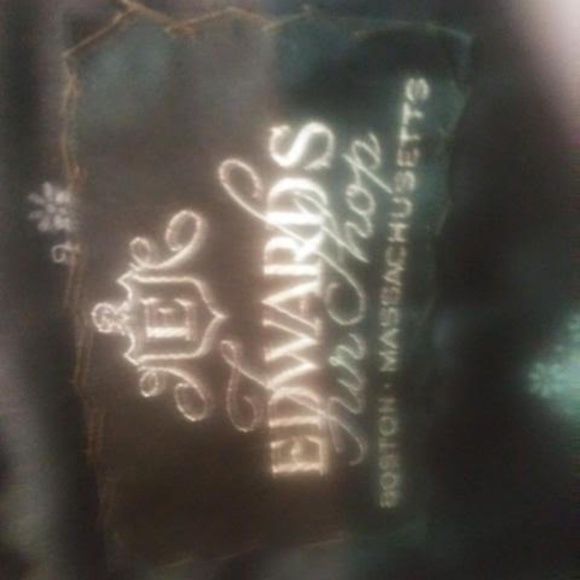 E
EDWARDS
Fur Shop
BOSTON · MASSACHUSETTS